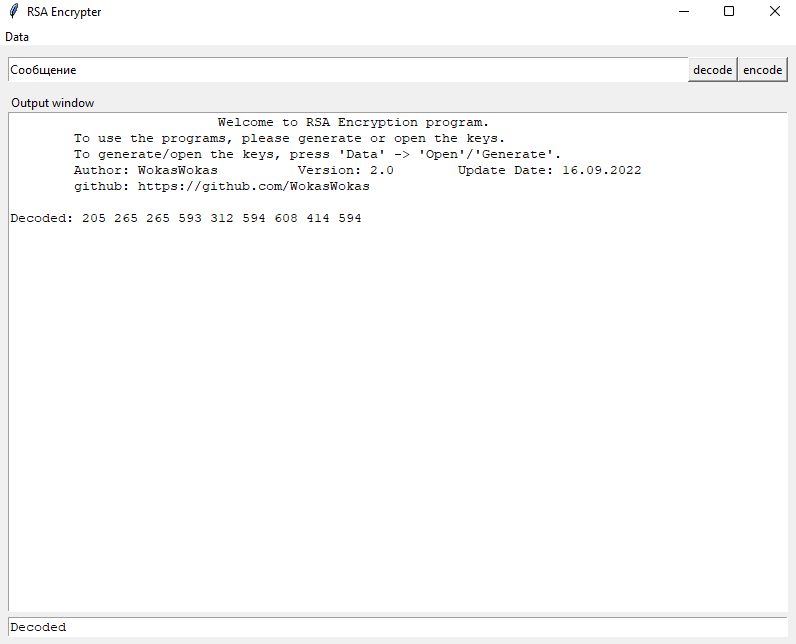 RSA Encrypter
Data
Сообщение decode encode
Output window
Welcome to RSA Encryption program.
To use the programs, please generate or open the keys.
To generate/open the keys, press 'Data' -> 'Open'/'Generate'.
Author: WokasWokas Version: 2.0 Update Date: 16.09.2022
github: https://github.com/WokasWokas
Decoded: 205 265 265 593 312 594 608 414 594
Decoded